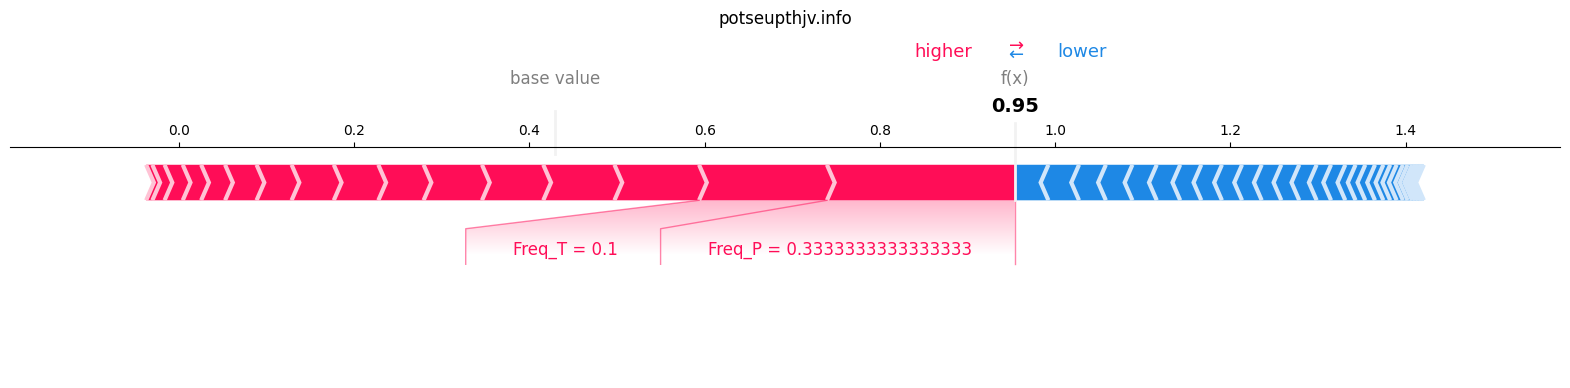 potseupthjv.info
higher ⇄ lower
base value f(x)
0.95
0.0 0.2 0.4 0.6 0.8 1.0 1.2 1.4
Freq_T = 0.1 Freq_P = 0.3333333333333333